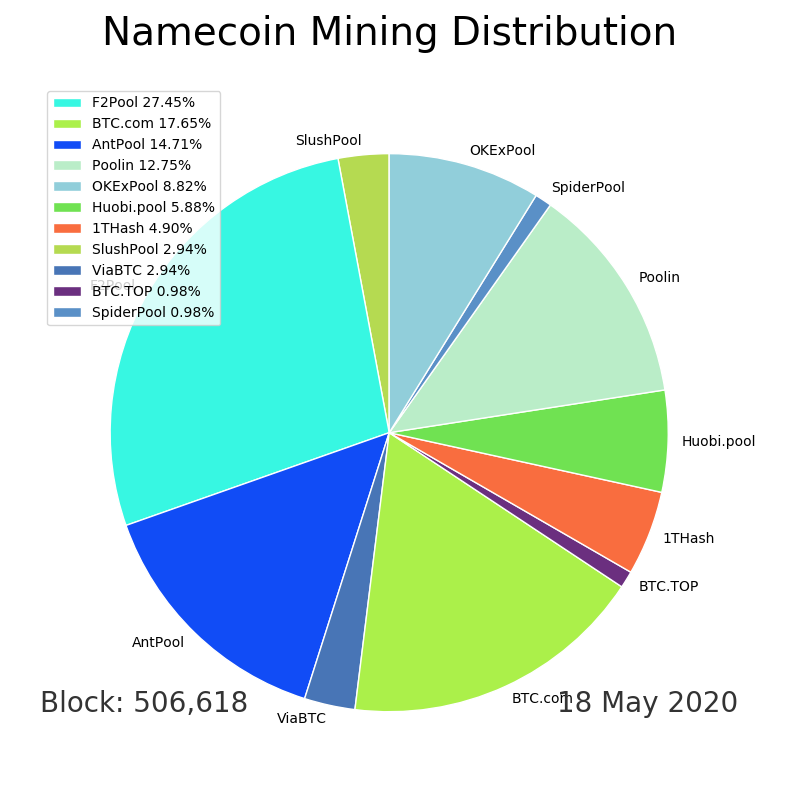 Namecoin Mining Distribution
F2Pool 27.45%
BTC.com 17.65%
AntPool 14.71%
Poolin 12.75%
OKExPool 8.82%
Huobi.pool 5.88%
1THash 4.90%
SlushPool 2.94%
ViaBTC 2.94%
BTC.TOP 0.98%
SpiderPool 0.98%
SlushPool
OKExPool
SpiderPool
Poolin
F2Pool
Huobi.pool
1THash
BTC.TOP
AntPool
BTC.com
ViaBTC
Block: 506,618
18 May 2020